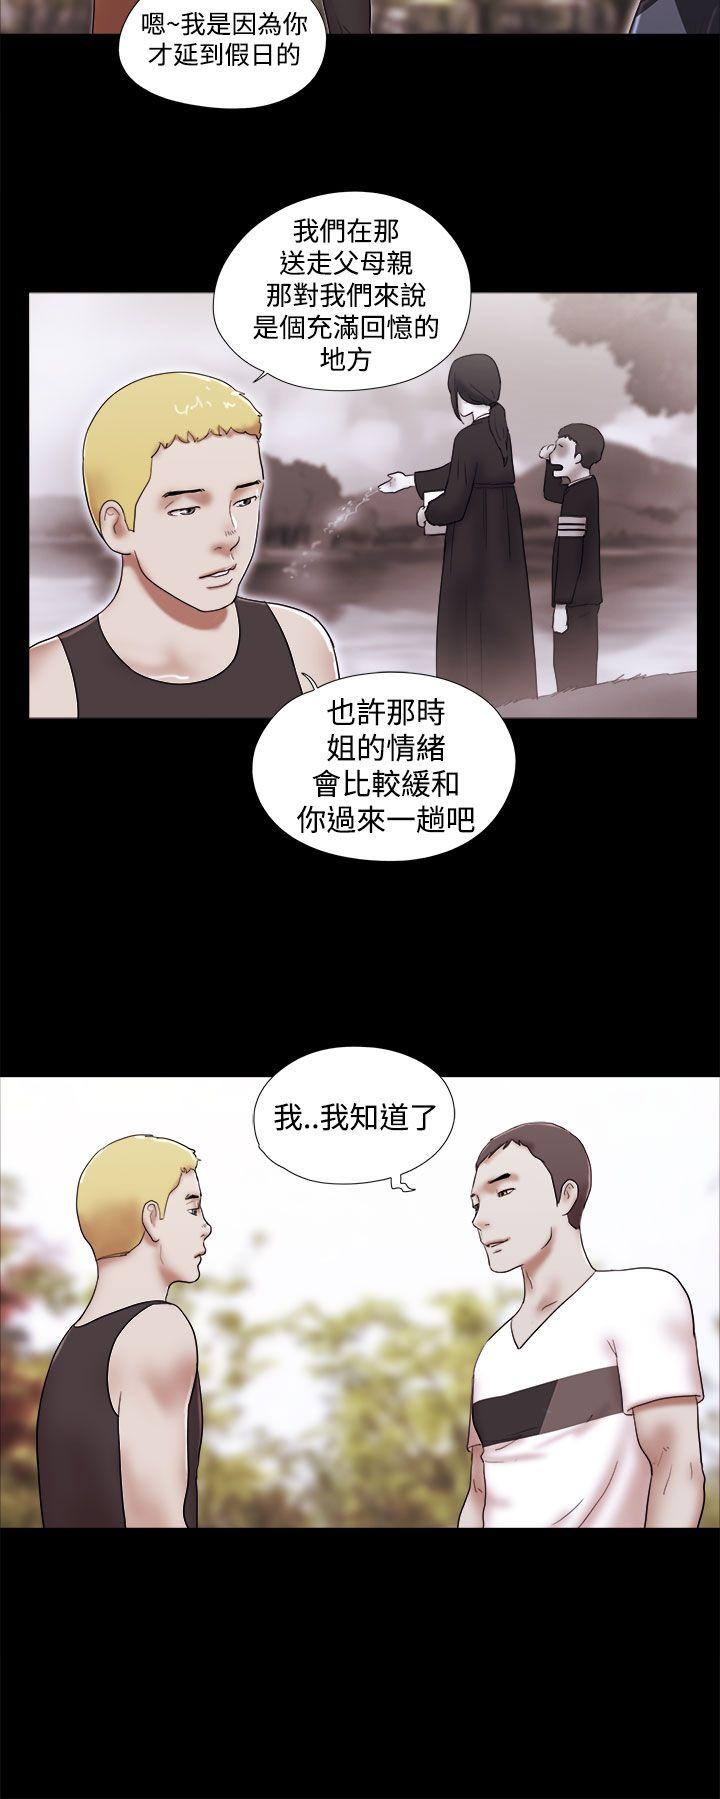 嗯~我是因為你
才延到假日的
我們在那
送走父母親
那對我們來說
是個充滿回憶的
地方
也許那時
姐的情緒
會比較緩和
你過來一趟吧
我..我知道了